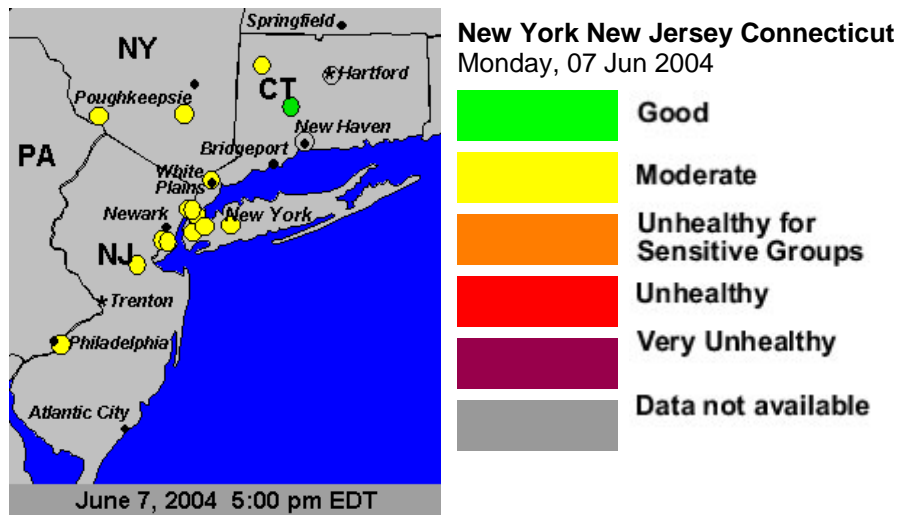 Springfield
NY
Hartford
CT
Poughkeepsie
New Haven
PA
Bridgeport
White
Plains
Newark
New York
NJ
Trenton
Philadelphia
Atlantic City
June 7, 2004 5:00 pm EDT
New York New Jersey Connecticut
Monday, 07 Jun 2004
Good
Moderate
Unhealthy for
Sensitive Groups
Unhealthy
Very Unhealthy
Data not available